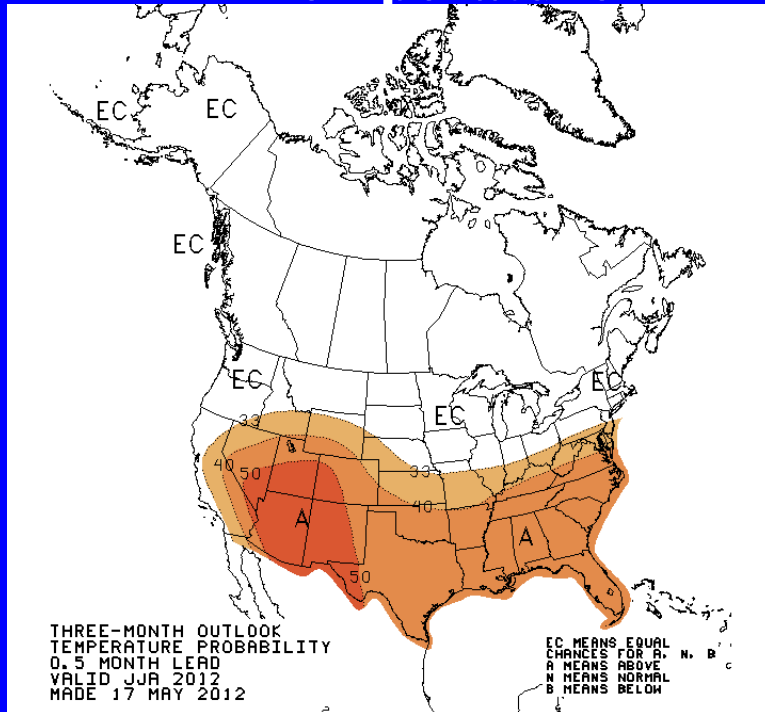 EC
EC
EC
EC
EC
EC
33
40
50
33
40
A
A
50
THREE-MONTH OUTLOOK
TEMPERATURE PROBABILITY
0.5 MONTH LEAD
VALID JJA 2012
MADE 17 MAY 2012
EC MEANS EQUAL
CHANCES FOR A, N, B
A MEANS ABOVE
N MEANS NORMAL
B MEANS BELOW